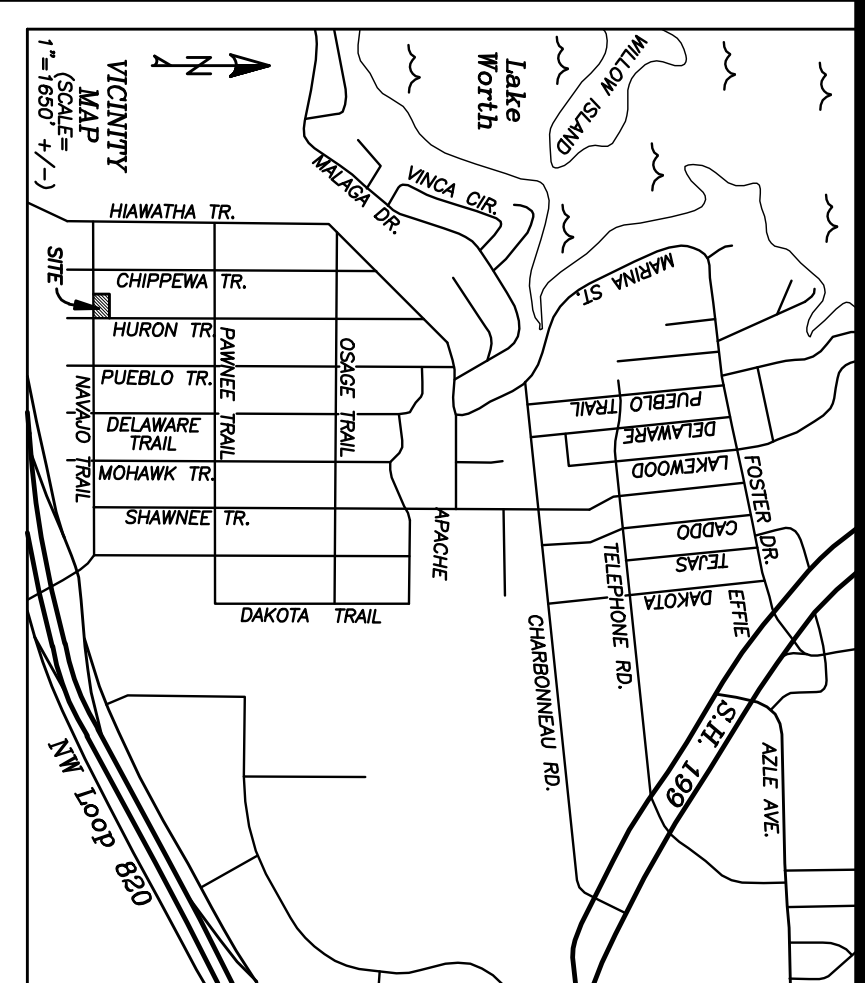 WILLOW ISLAND
Lake
Worth
N
VICINITY
MAP
(SCALE=
1"=1650' +/-)
MALAGA DR.
VINCA CIR.
HIAWATHA TR.
MARINA ST.
SITE
CHIPPEWA TR.
HURON TR.
PAWNEE TRAIL
OSAGE TRAIL
PUEBLO TR.
NAVAJO TRAIL
DELAWARE
TRAIL
MOHAWK TR.
SHAWNEE TR.
APACHE
DAKOTA TRAIL
PUEBLO TRAIL
DELAWARE
LAKEWOOD
FOSTER DR.
CADDO
TEJAS
DAKOTA
EFFIE
TELEPHONE RD.
CHARBONNEAU RD.
S.H. 199
AZLE AVE.
NW Loop 820